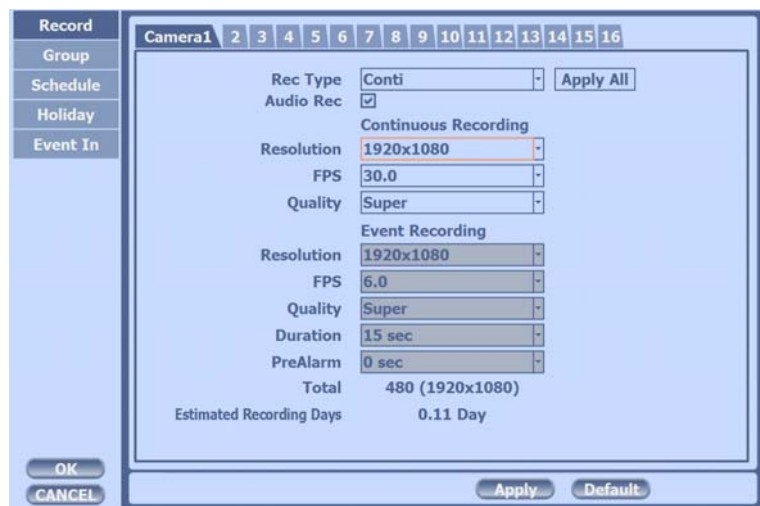 Record
Group
Schedule
Holiday
Event In
OK
CANCEL
Camera1 2 3 4 5 6 7 8 9 10 11 12 13 14 15 16
Rec Type Conti Apply All
Audio Rec
Continuous Recording
Resolution 1920x1080
FPS 30.0
Quality Super
Event Recording
Resolution 1920x1080
FPS 6.0
Quality Super
Duration 15 sec
PreAlarm 0 sec
Total 480 (1920x1080)
Estimated Recording Days 0.11 Day
Apply Default